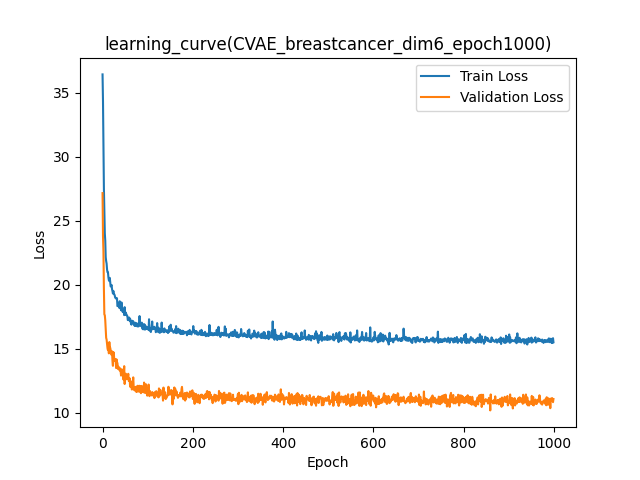 learning_curve(CVAE_breastcancer_dim6_epoch1000)
Train Loss
Validation Loss
35
30
25
20
15
10
Loss
0 200 400 600 800 1000
Epoch